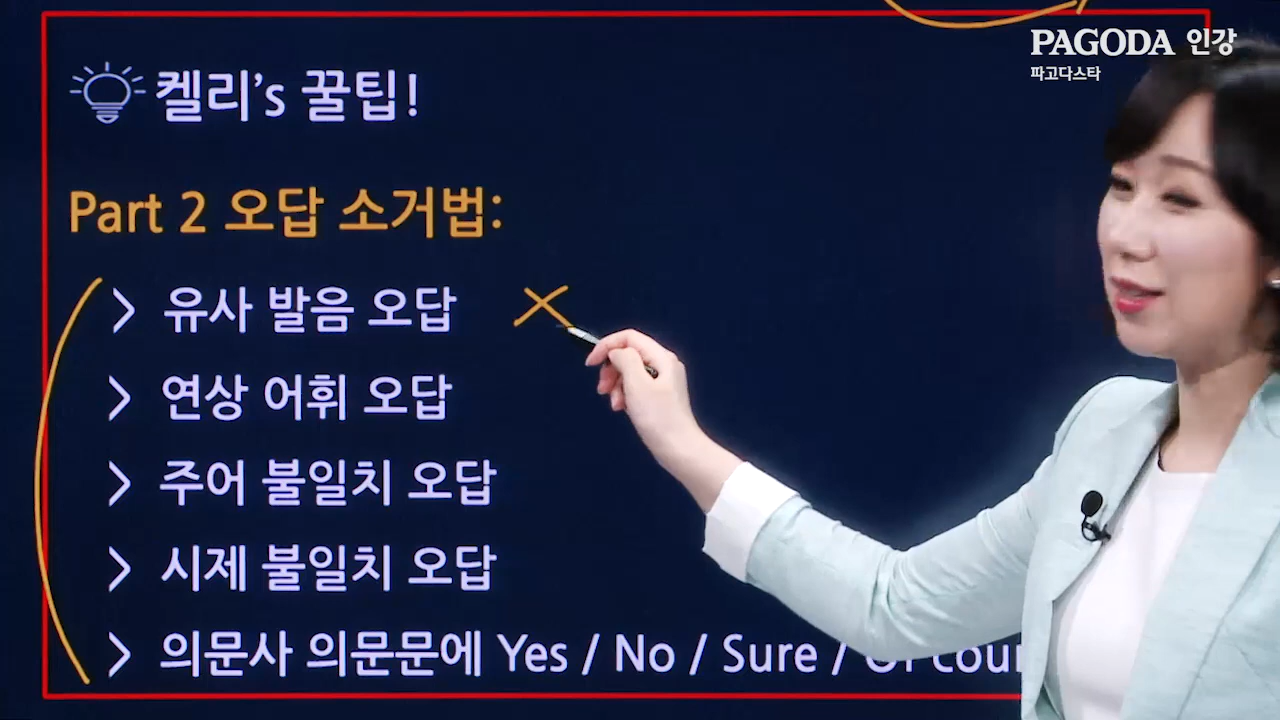 PAGODA 인강
파고다스타
켈리's 꿀팁!
Part 2 오답 소거법:
> 유사 발음 오답
> 연상 어휘 오답
> 주어 불일치 오답
> 시제 불일치 오답
> 의문사 의문문에 Yes / No / Sure / Of